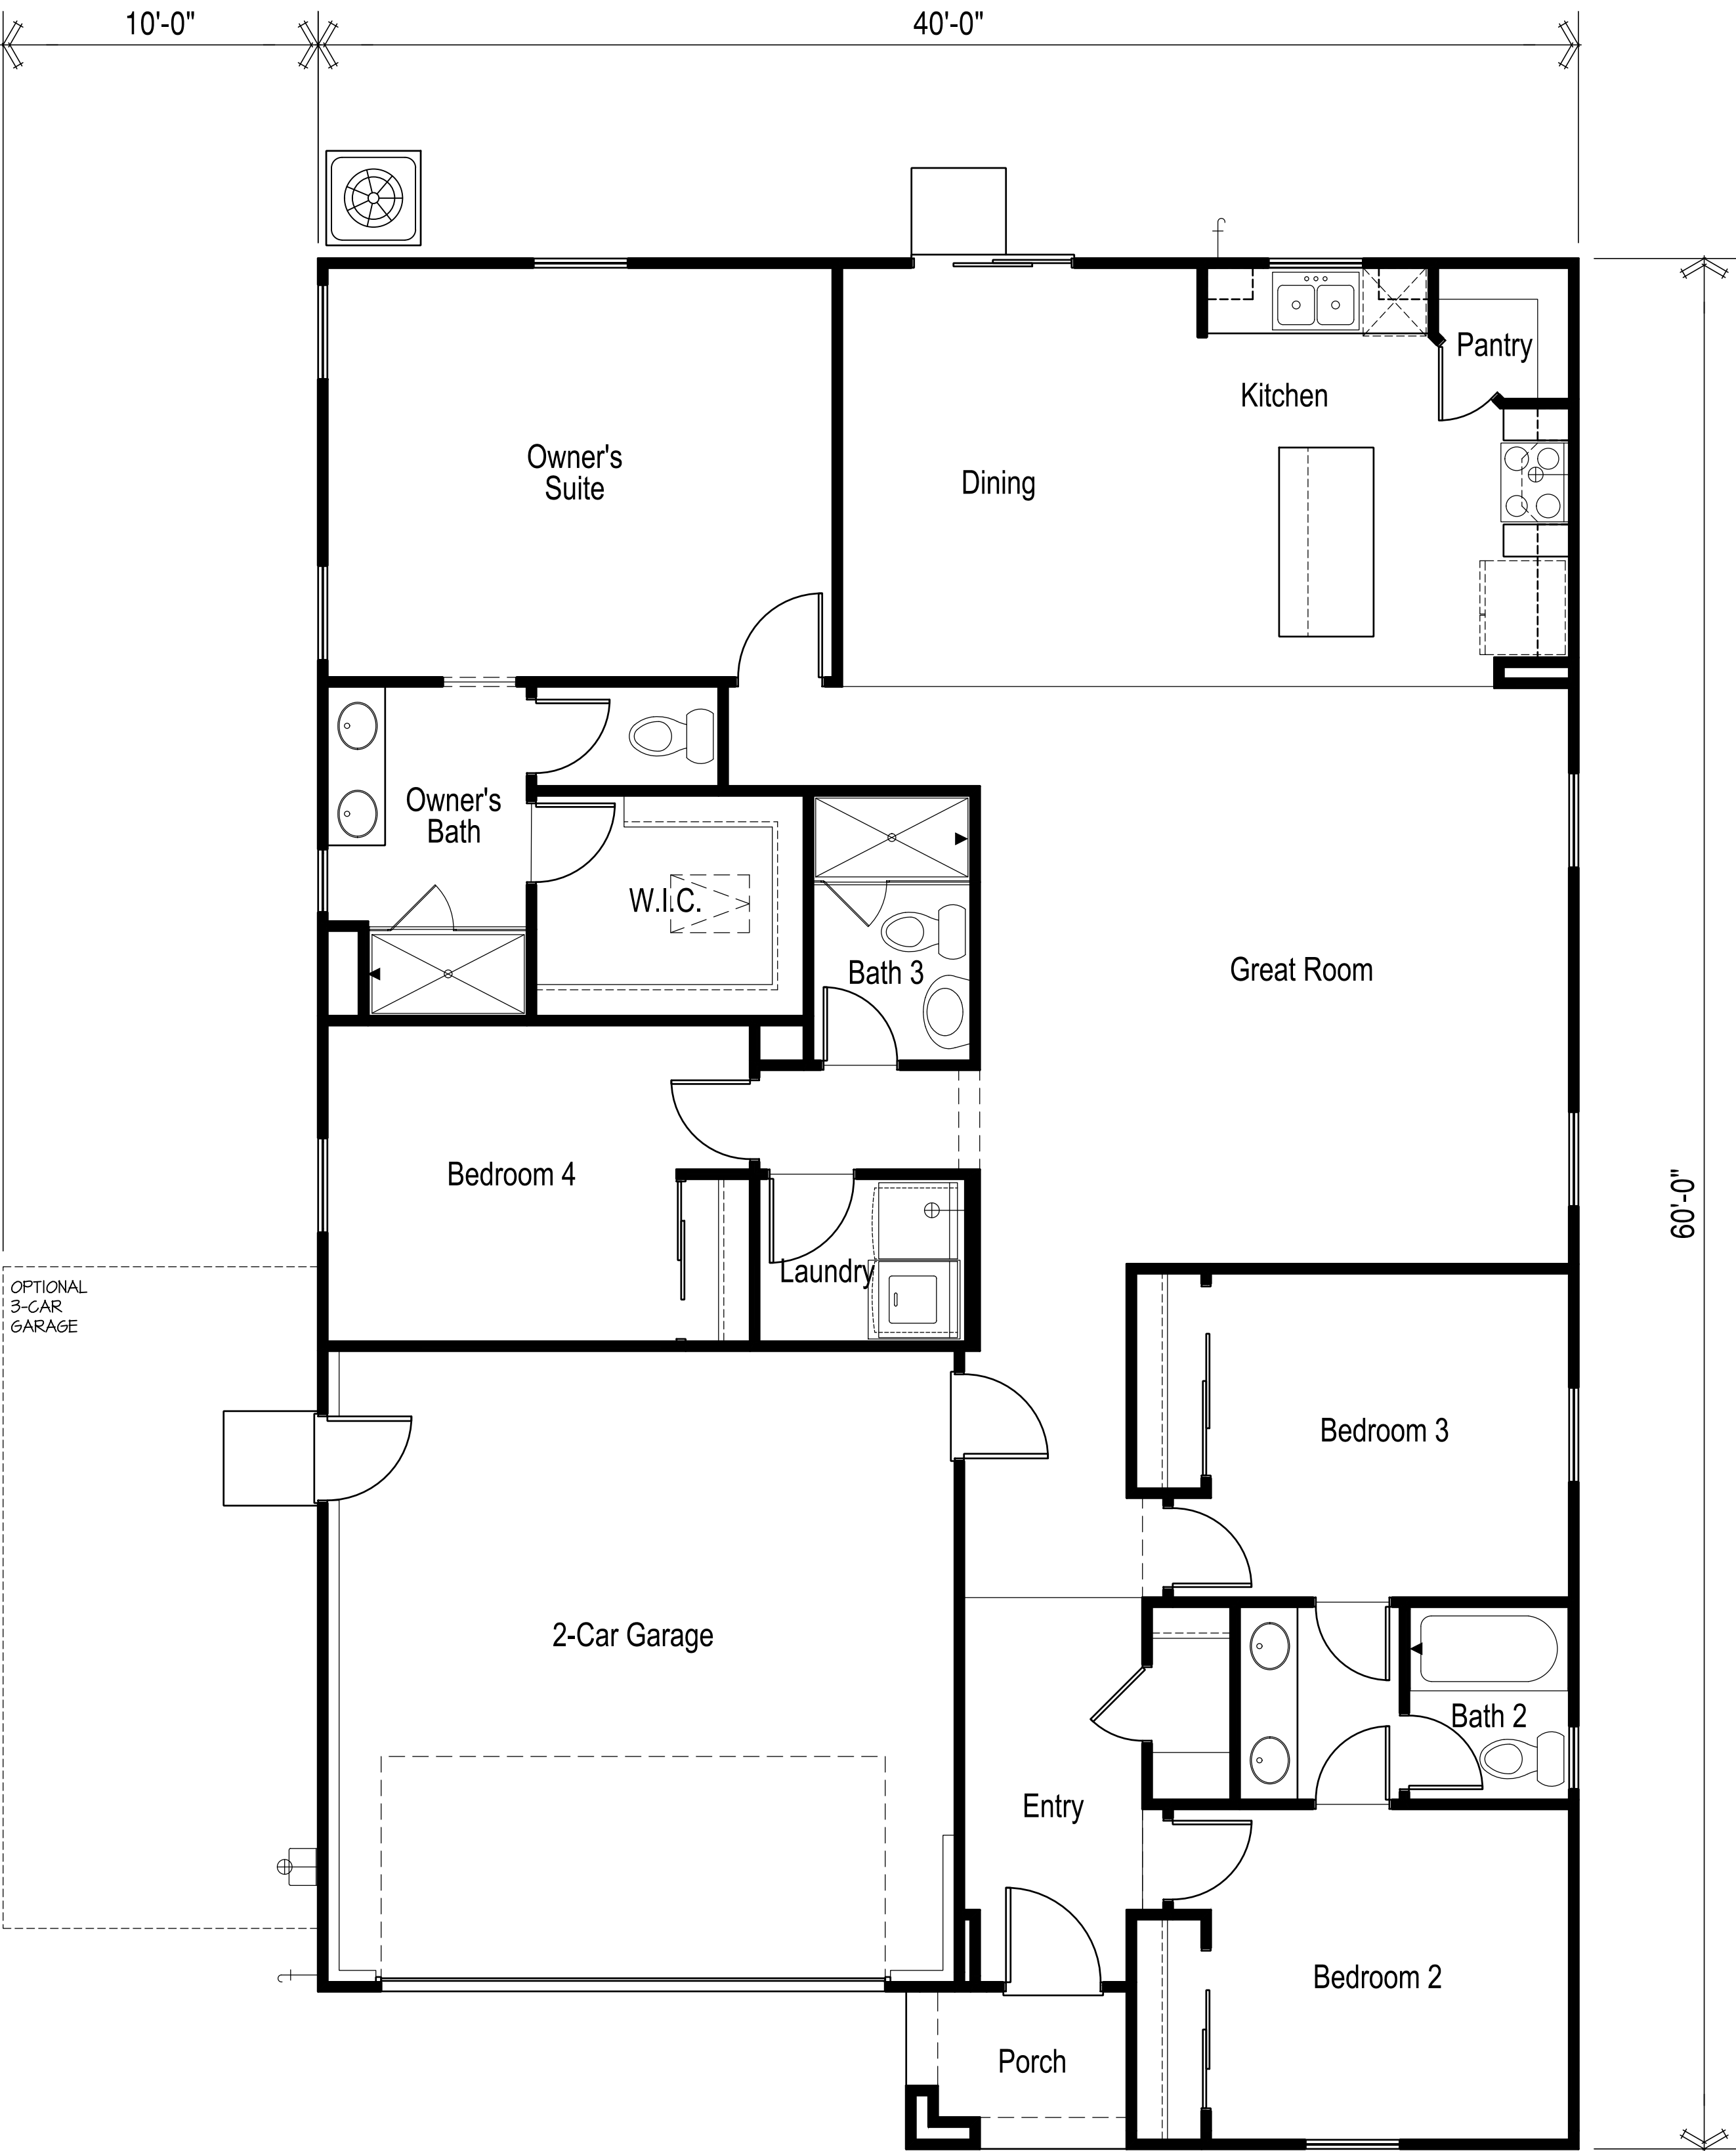 10'-0"
40'-0"
Pantry
Kitchen
Owner's
Suite
Dining
Owner's
Bath
W.I.C.
Bath 3
Great Room
Bedroom 4
60'-0"
Laundry
OPTIONAL
3-CAR
GARAGE
Bedroom 3
2-Car Garage
Bath 2
Entry
Bedroom 2
Porch